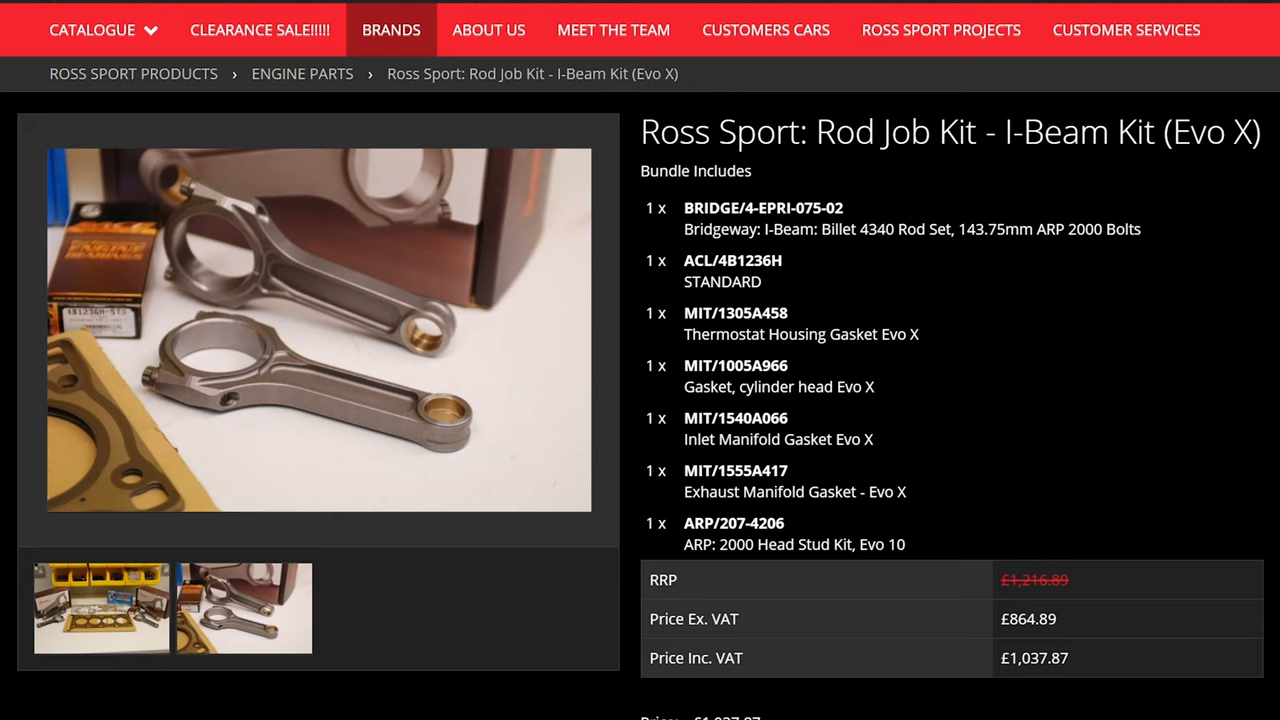 CATALOGUE CLEARANCE SALE!!!!! BRANDS ABOUT US MEET THE TEAM CUSTOMERS CARS ROSS SPORT PROJECTS CUSTOMER SERVICES
ROSS SPORT PRODUCTS › ENGINE PARTS › Ross Sport: Rod Job Kit - I-Beam Kit (Evo X)
Ross Sport: Rod Job Kit - I-Beam Kit (Evo X)
Bundle Includes
1 x BRIDGE/4-EPRI-075-02
Bridgeway: I-Beam: Billet 4340 Rod Set, 143.75mm ARP 2000 Bolts
1 x ACL/4B1236H
STANDARD
1 x MIT/1305A458
Thermostat Housing Gasket Evo X
1 x MIT/1005A966
Gasket, cylinder head Evo X
1 x MIT/1540A066
Inlet Manifold Gasket Evo X
1 x MIT/1555A417
Exhaust Manifold Gasket - Evo X
1 x ARP/207-4206
ARP: 2000 Head Stud Kit, Evo 10
RRP £1,216.89
Price Ex. VAT £864.89
Price Inc. VAT £1,037.87